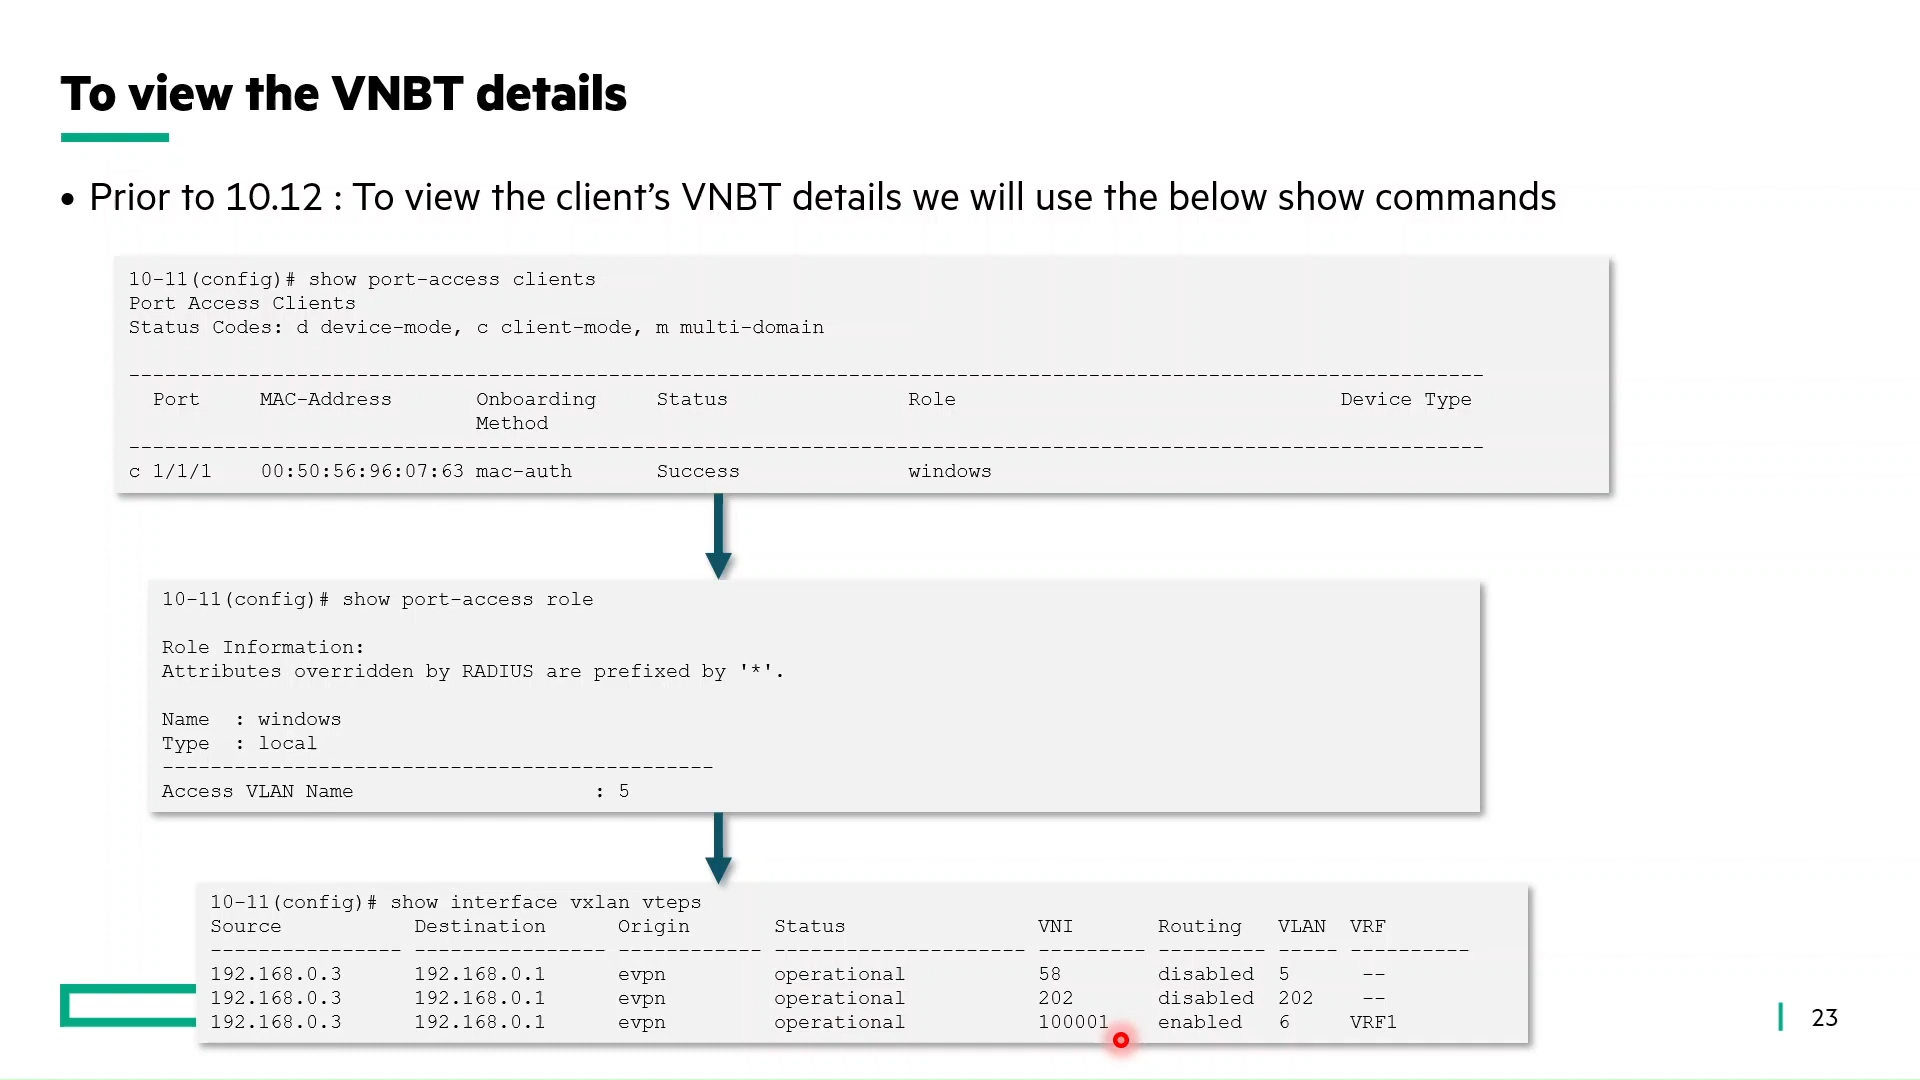 To view the VNBT details
• Prior to 10.12 : To view the client’s VNBT details we will use the below show commands
10-11(config)# show port-access clients
Port Access Clients
Status Codes: d device-mode, c client-mode, m multi-domain
-----------------------------------------------------------------------------------------------------------------
Port MAC-Address Onboarding Status Role Device Type
Method
-----------------------------------------------------------------------------------------------------------------
c 1/1/1 00:50:56:96:07:63 mac-auth Success windows
10-11(config)# show port-access role
Role Information:
Attributes overridden by RADIUS are prefixed by '*'.
Name : windows
Type : local
----------------------------------------------
Access VLAN Name : 5
10-11(config)# show interface vxlan vteps
Source Destination Origin Status VNI Routing VLAN VRF
---------------- ---------------- ------------ --------------------- --------- --------- ----- ----------
192.168.0.3 192.168.0.1 evpn operational 58 disabled 5 --
192.168.0.3 192.168.0.1 evpn operational 202 disabled 202 --
192.168.0.3 192.168.0.1 evpn operational 100001 enabled 6 VRF1
23